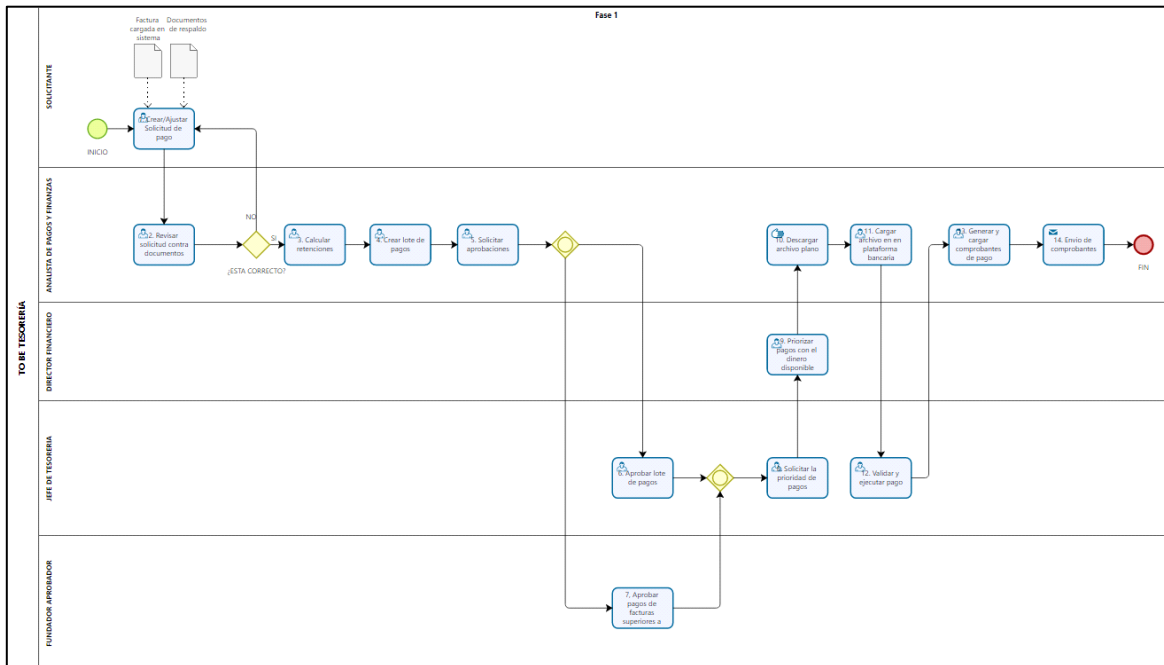 Fase 1
TO BE TESORERÍA
SOLICITANTE
Factura
cargada en
sistema
Documentos
de respaldo
INICIO
1. Crear/Ajustar
Solicitud de
pago
ANALISTA DE PAGOS Y FINANZAS
2. Revisar
solicitud contra
documentos
NO
SI
¿ESTA CORRECTO?
3. Calcular
retenciones
4. Crear lote de
pagos
5. Solicitar
aprobaciones
10. Descargar
archivo plano
11. Cargar
archivo en en
plataforma
bancaria
13. Generar y
cargar
comprobantes
de pago
14. Envío de
comprobantes
FIN
DIRECTOR FINANCIERO
9. Priorizar
pagos con el
dinero
disponible
JEFE DE TESORERIA
6. Aprobar lote
de pagos
8. Solicitar la
prioridad de
pagos
12. Validar y
ejecutar pago
FUNDADOR APROBADOR
7, Aprobar
pagos de
facturas
superiores a